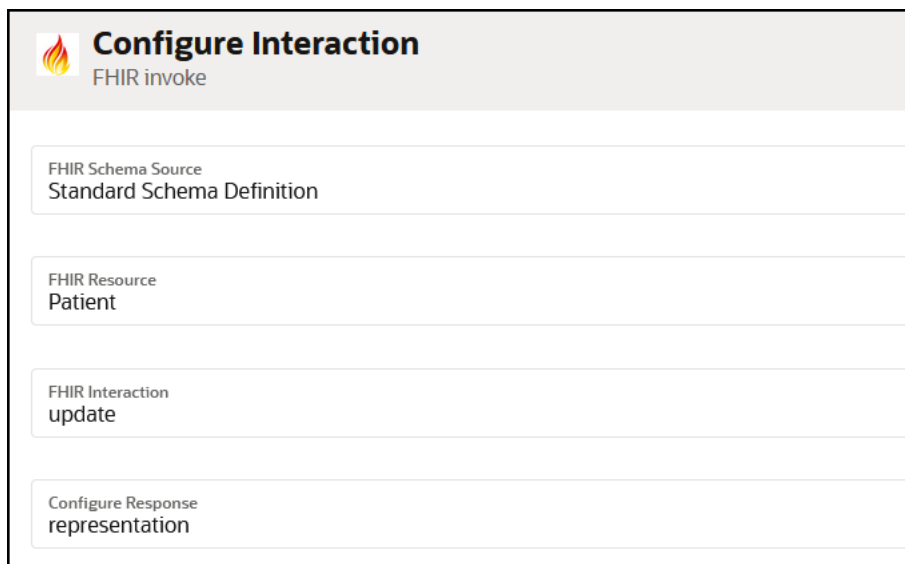 Configure Interaction
FHIR invoke
FHIR Schema Source
Standard Schema Definition
FHIR Resource
Patient
FHIR Interaction
update
Configure Response
representation